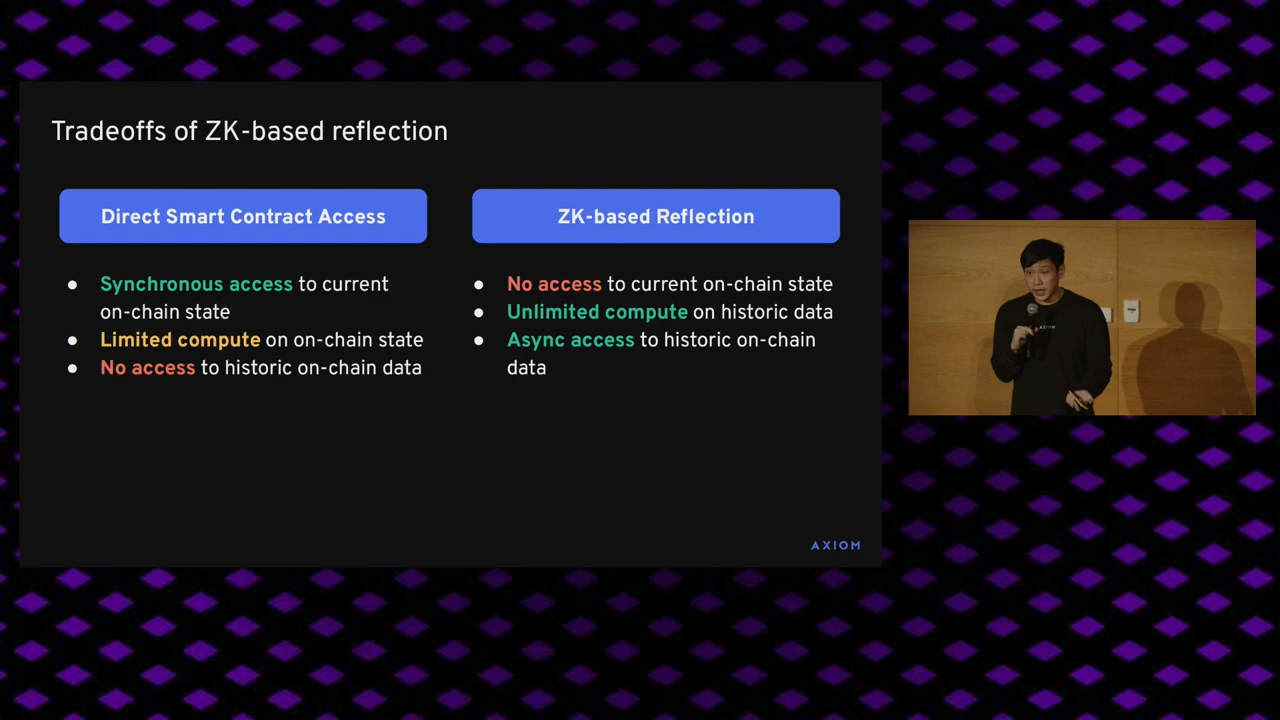 Tradeoffs of ZK-based reflection
Direct Smart Contract Access
● Synchronous access to current
on-chain state
● Limited compute on on-chain state
● No access to historic on-chain data
ZK-based Reflection
● No access to current on-chain state
● Unlimited compute on historic data
● Async access to historic on-chain
data
AXIOM
AXIOM